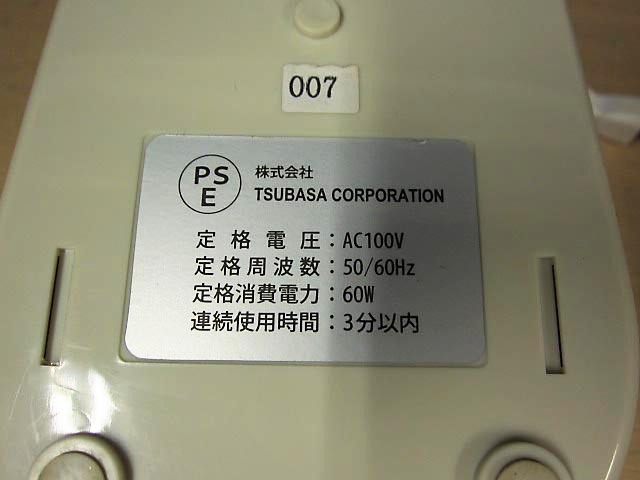 007
PS
E
株式会社
TSUBASA CORPORATION
定格電圧：AC100V
定格周波数：50/60Hz
定格消費電力：60W
連続使用時間：3分以内